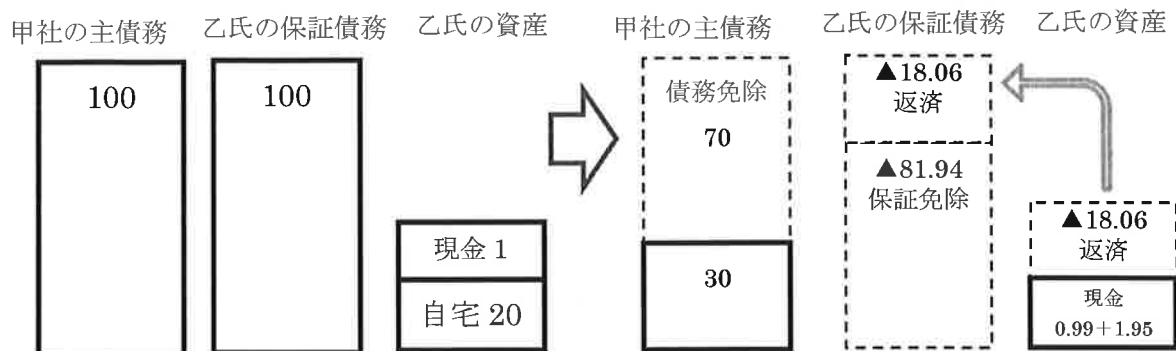 甲社の主債務
乙氏の保証債務
乙氏の資産
100
100
現金 1
自宅 20
甲社の主債務
乙氏の保証債務
乙氏の資産
債務免除
70
30
▲18.06
返済
▲81.94
保証免除
▲18.06
返済
現金
0.99＋1.95